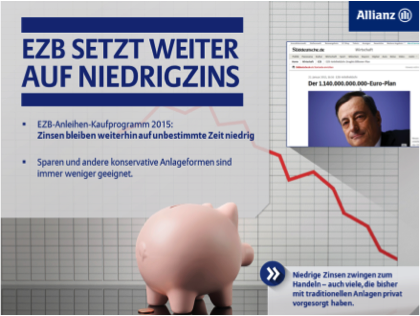 Allianz
EZB SETZT WEITER
AUF NIEDRIGZINS
Süddeutsche.de
Wirtschaft
Der 1.140.000.000.000-Euro-Plan
▪ EZB-Anleihen-Kaufprogramm 2015:
Zinsen bleiben weiterhin auf unbestimmte Zeit niedrig
▪ Sparen und andere konservative Anlageformen sind
immer weniger geeignet.
Niedrige Zinsen zwingen zum
Handeln – auch viele, die bisher
mit traditionellen Anlagen privat
vorgesorgt haben.